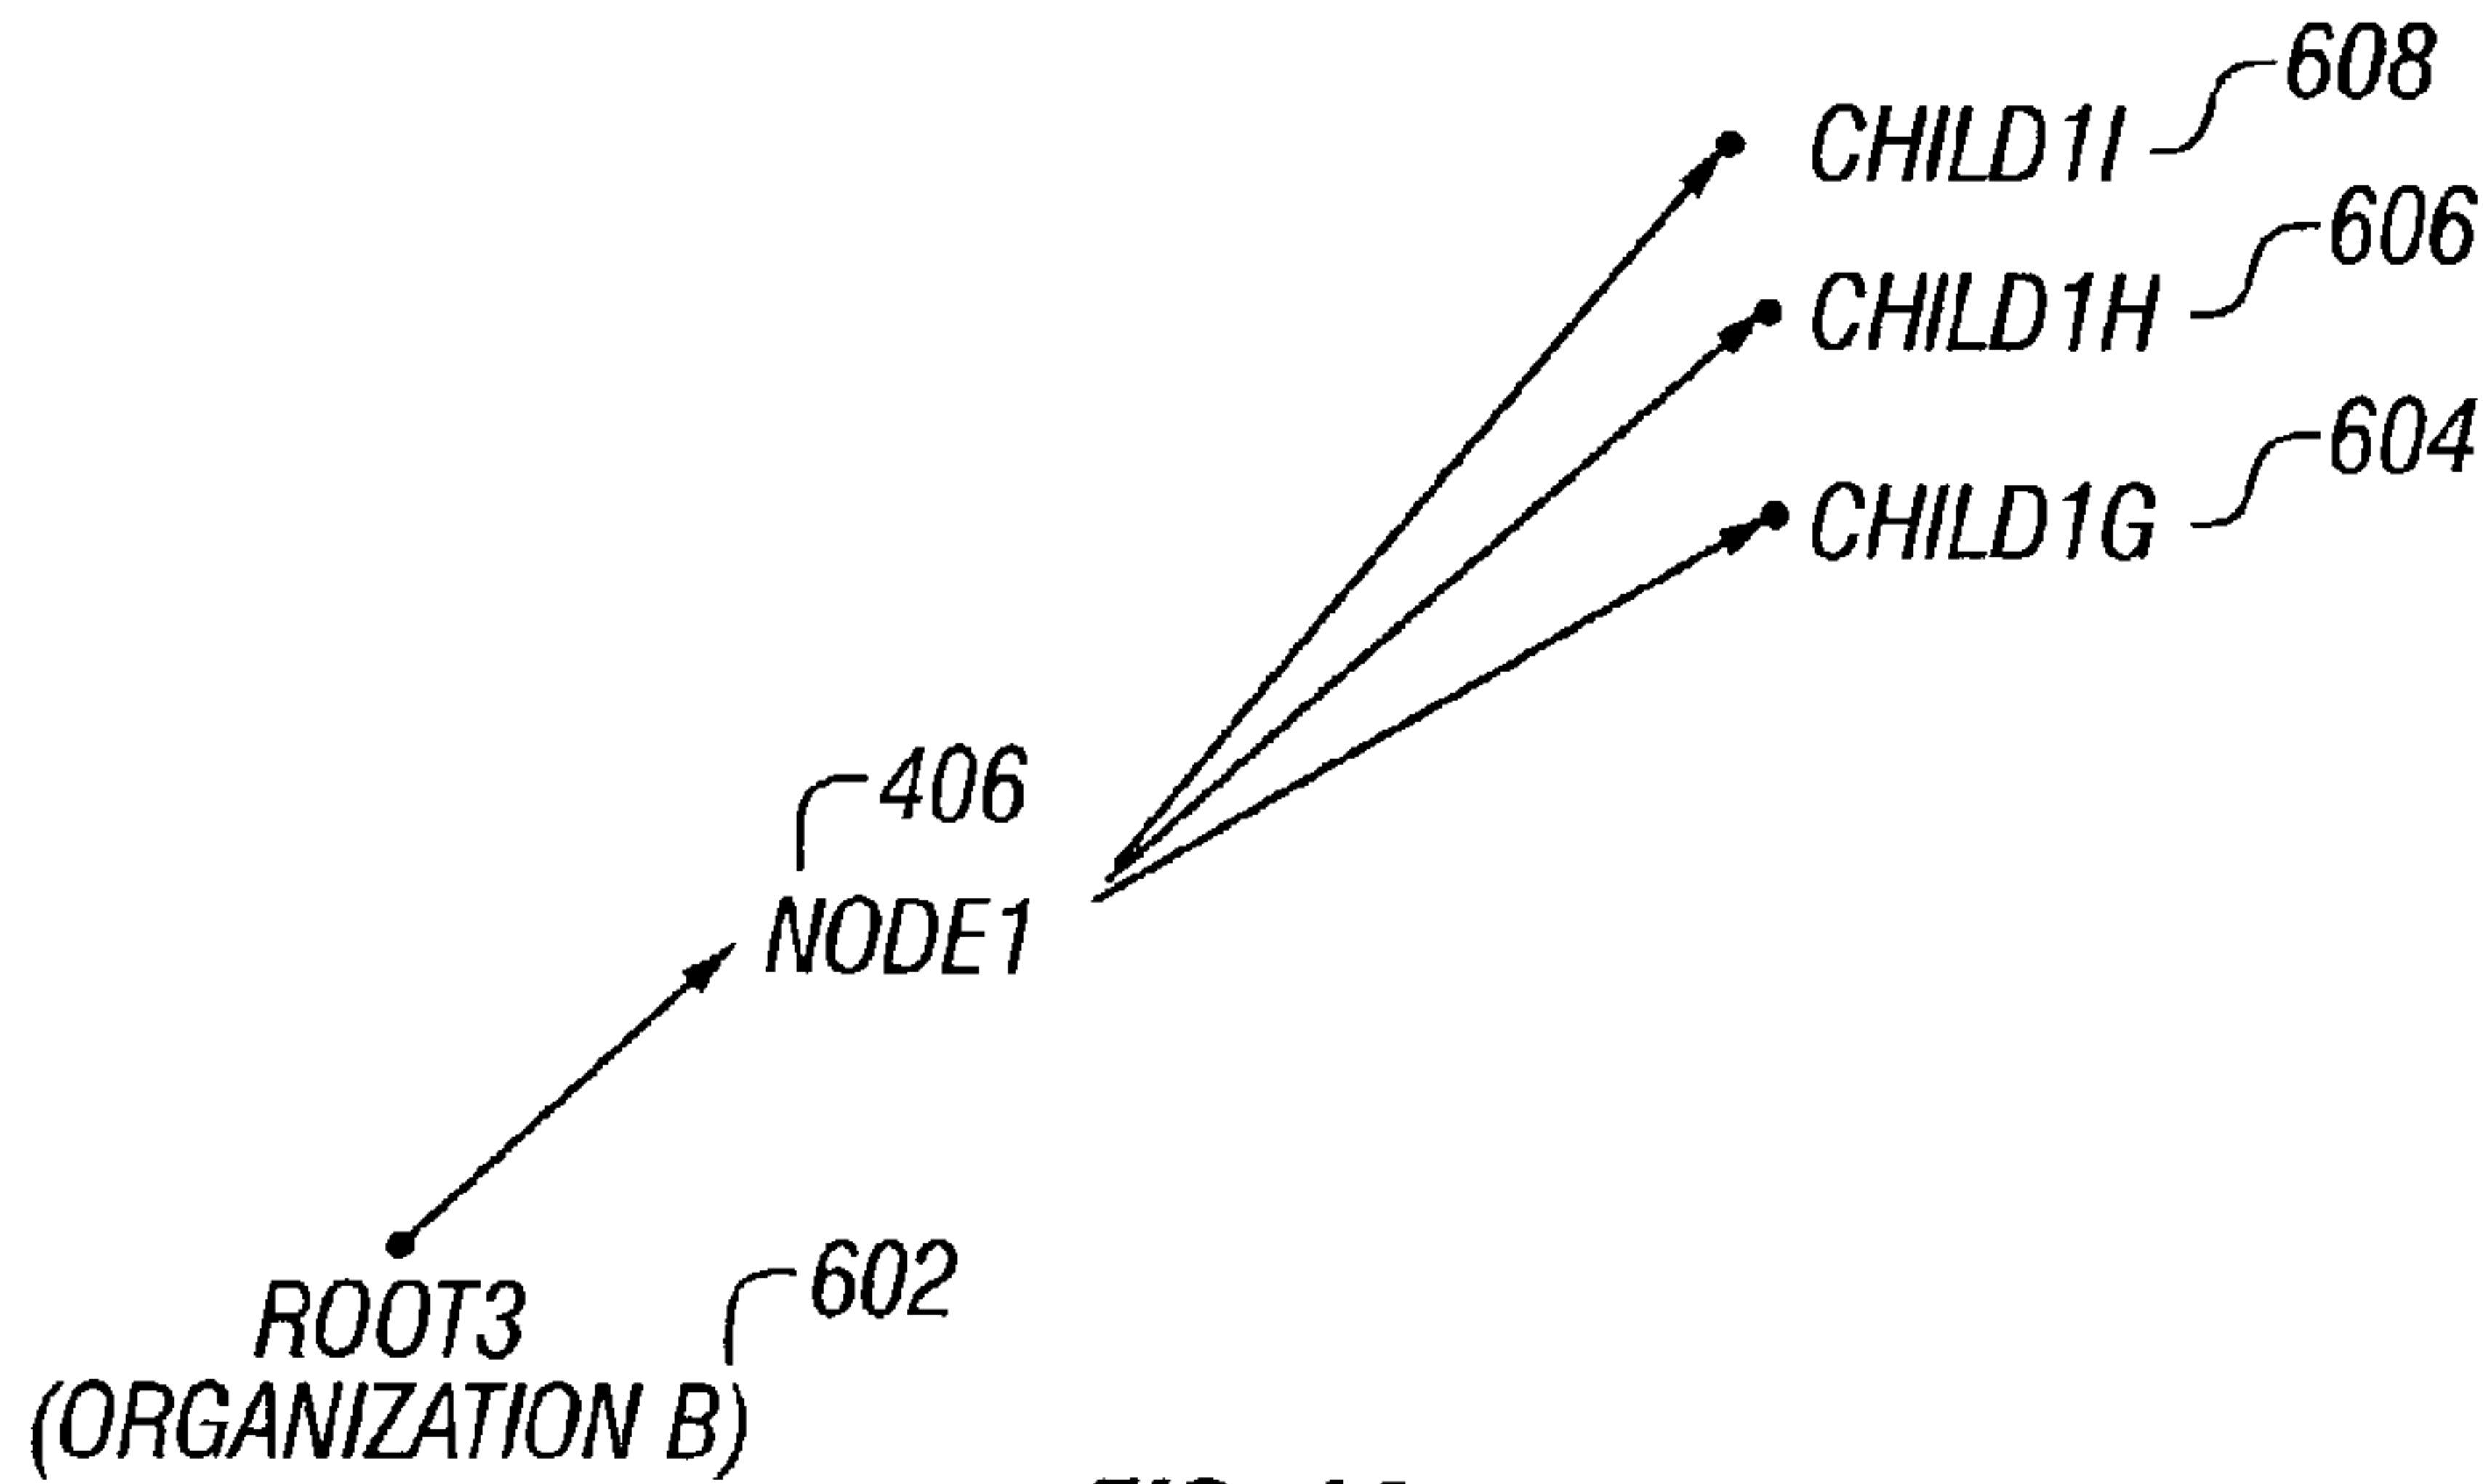 608
CHILD1I
606
CHILD1H
604
CHILD1G
406
NODE1
602
ROOT3
(ORGANIZATION B)